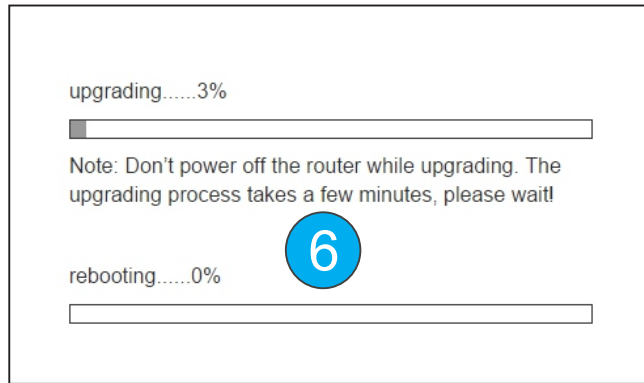 upgrading......3%
Note: Don't power off the router while upgrading. The
upgrading process takes a few minutes, please wait!
6
rebooting......0%